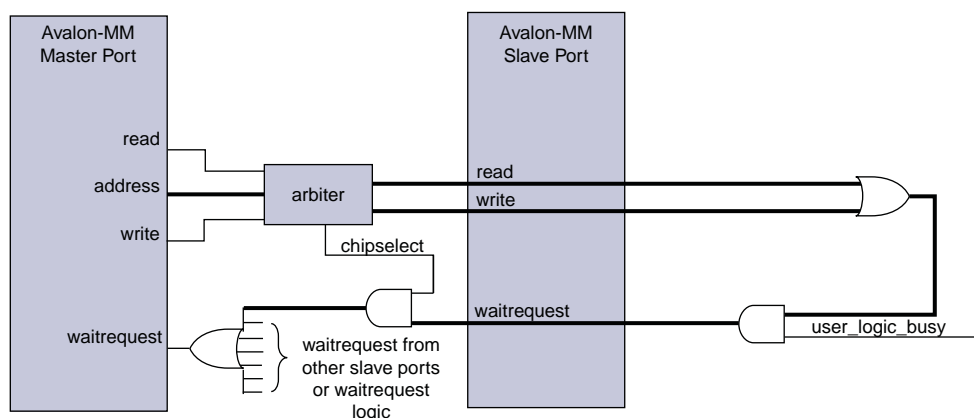 Avalon-MM
Master Port
Avalon-MM
Slave Port
read
address
write
arbiter
read
write
chipselect
waitrequest
waitrequest
user_logic_busy
waitrequest from
other slave ports
or waitrequest
logic